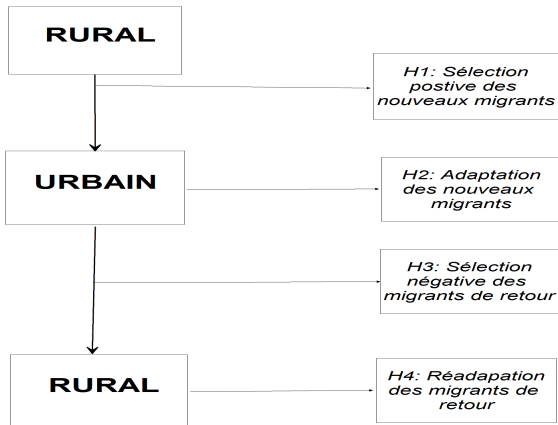 RURAL
H1: Sélection
postive des
nouveaux migrants
URBAIN
H2: Adaptation
des nouveaux
migrants
H3: Sélection
négative des
migrants de retour
RURAL
H4: Réadapation
des migrants de
retour